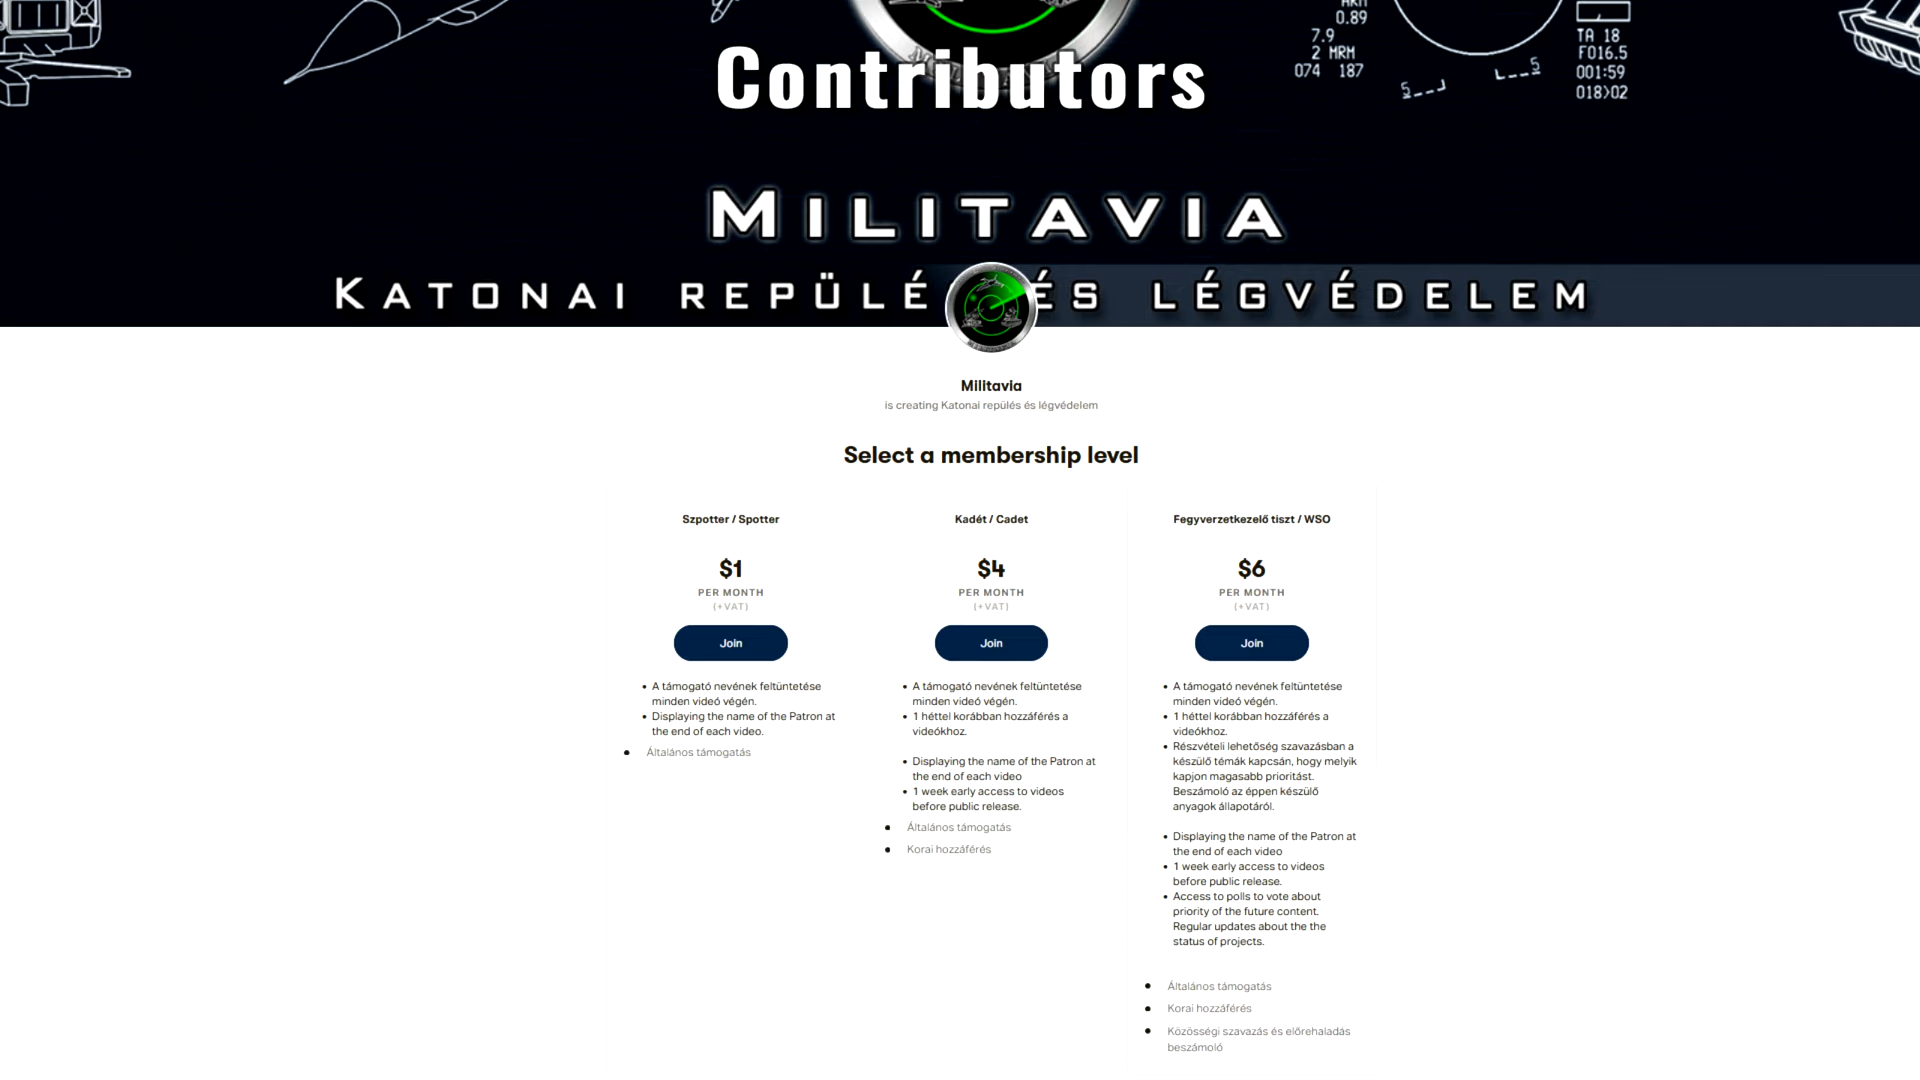 MRM
0.89
7.9
2 MRM
074 187
5
5
TA 18
F016.5
001:59
018>02
Contributors
MILITAVIA
KATONAI REPÜLÉ ÉS LÉGVÉDELEM
Militavia
is creating Katonai repülés és légvédelem
Select a membership level
Szpotter / Spotter
$1
PER MONTH
(+VAT)
Join
• A támogató nevének feltüntetése
minden videó végén.
• Displaying the name of the Patron at
the end of each video.
• Általános támogatás
Kadét / Cadet
$4
PER MONTH
(+VAT)
Join
• A támogató nevének feltüntetése
minden videó végén.
• 1 héttel korábban hozzáférés a
videókhoz.
• Displaying the name of the Patron at
the end of each video
• 1 week early access to videos
before public release.
• Általános támogatás
• Korai hozzáférés
Fegyverzetkezelő tiszt / WSO
$6
PER MONTH
(+VAT)
Join
• A támogató nevének feltüntetése
minden videó végén.
• 1 héttel korábban hozzáférés a
videókhoz.
• Részvételi lehetőség szavazásban a
készülő témák kapcsán, hogy melyik
kapjon magasabb prioritást.
Beszámoló az éppen készülő
anyagok állapotáról.
• Displaying the name of the Patron at
the end of each video
• 1 week early access to videos
before public release.
• Access to polls to vote about
priority of the future content.
Regular updates about the the
status of projects.
• Általános támogatás
• Korai hozzáférés
• Közösségi szavazás és előrehaladás
beszámoló